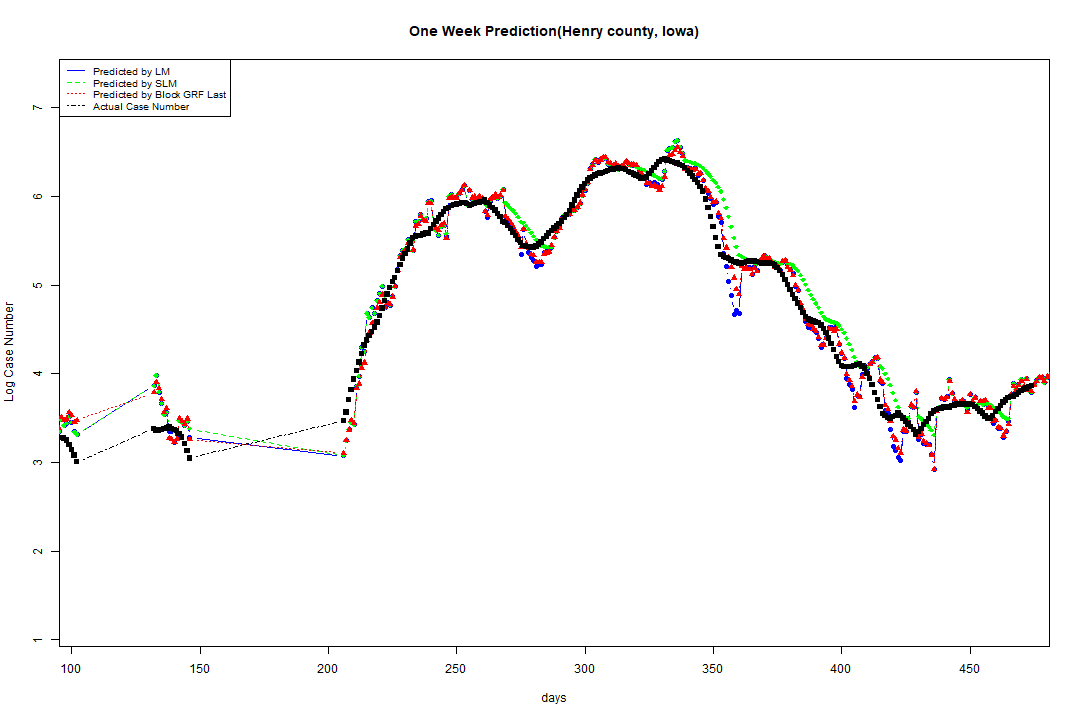 One Week Prediction(Henry county, Iowa)
Predicted by LM
Predicted by SLM
Predicted by Block GRF Last
Actual Case Number
7
6
5
4
3
2
1
Log Case Number
100 150 200 250 300 350 400 450
days